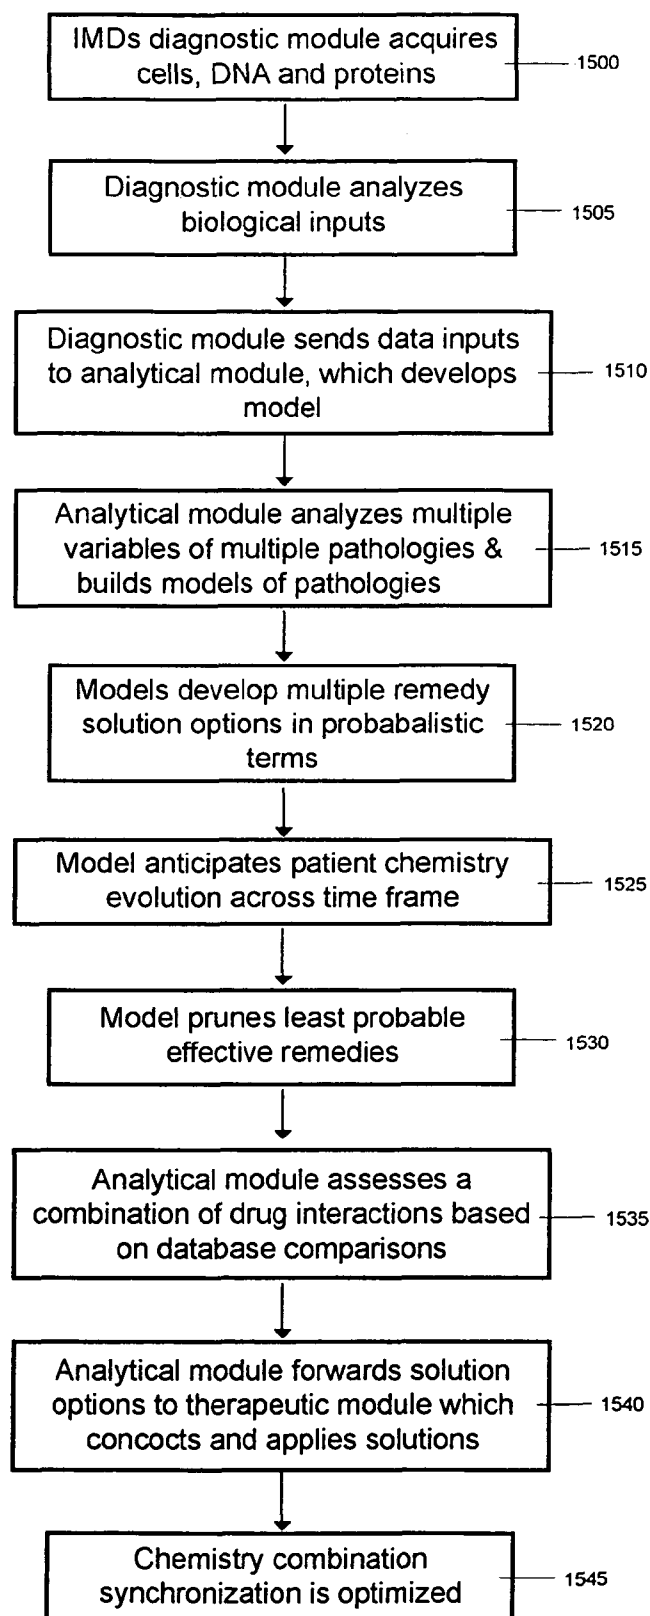 IMDs diagnostic module acquires
cells, DNA and proteins
1500
Diagnostic module analyzes
biological inputs
1505
Diagnostic module sends data inputs
to analytical module, which develops
model
1510
Analytical module analyzes multiple
variables of multiple pathologies &
builds models of pathologies
1515
Models develop multiple remedy
solution options in probabalistic
terms
1520
Model anticipates patient chemistry
evolution across time frame
1525
Model prunes least probable
effective remedies
1530
Analytical module assesses a
combination of drug interactions based
on database comparisons
1535
Analytical module forwards solution
options to therapeutic module which
concocts and applies solutions
1540
Chemistry combination
synchronization is optimized
1545